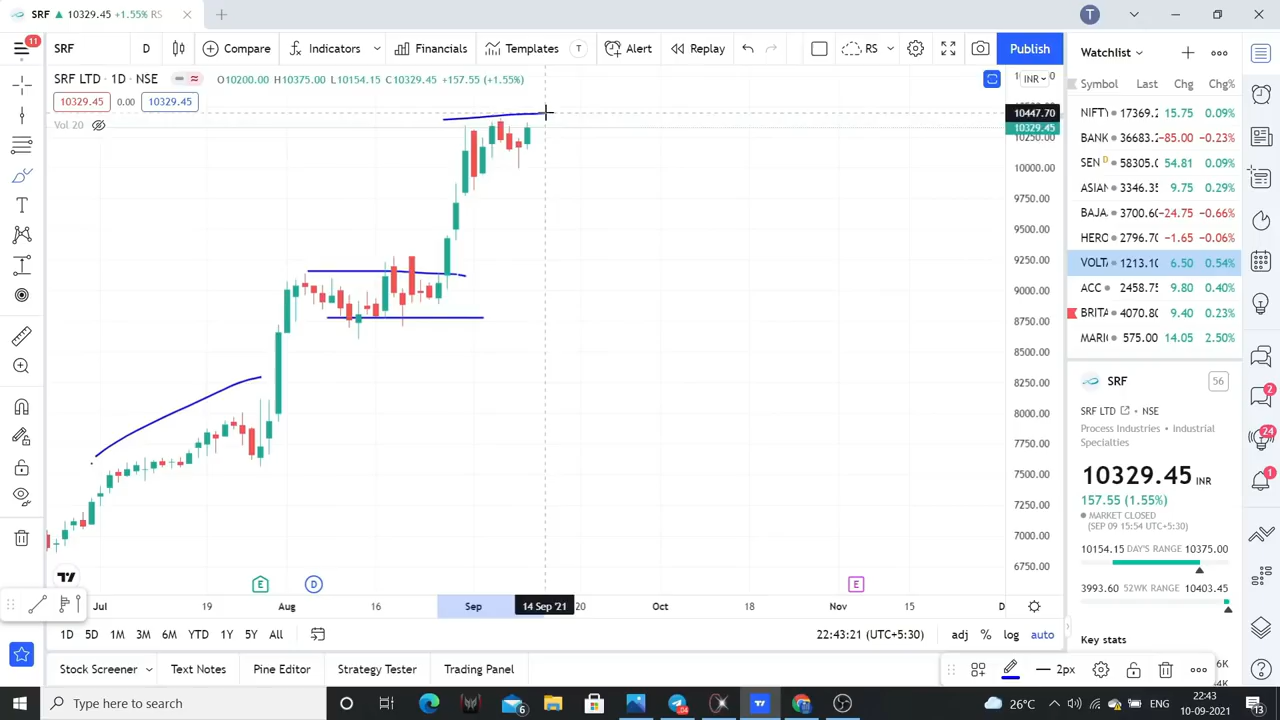 SRF ▲ 10329.45 +1.55% RS
T
11
SRF
D
Compare
Indicators
Financials
Templates
T
Alert
Replay
RS
Publish
SRF LTD · 1D · NSE
O10200.00 H10375.00 L10154.15 C10329.45 +157.55 (+1.55%)
10329.45 0.00 10329.45
Vol 20
INR
10447.70
10329.45
10250.00
10000.00
9750.00
9500.00
9250.00
9000.00
8750.00
8500.00
8250.00
8000.00
7750.00
7500.00
7250.00
7000.00
6750.00
E D E
Jul 19 Aug 16 Sep 14 Sep '21 20 Oct 18 Nov 15 D
1D 5D 1M 3M 6M YTD 1Y 5Y All
22:43:21 (UTC+5:30) adj % log auto
Stock Screener Text Notes Pine Editor Strategy Tester Trading Panel
2px
Watchlist
Symbol Last Chg Chg%
NIFTY 17369.2 15.75 0.09%
BANK 36683.2 −85.00 −0.23%
SEN D 58305.0 54.81 0.09%
ASIAN 3346.35 9.75 0.29%
BAJA 3700.60 −24.75 −0.66%
HERO 2796.70 −1.65 −0.06%
VOLTA 1213.10 6.50 0.54%
ACC 2458.75 9.80 0.40%
BRITA 4070.80 9.40 0.23%
MARI 575.00 14.05 2.50%
SRF
56
SRF LTD • NSE
Process Industries • Industrial
Specialties
10329.45 INR
157.55 (1.55%)
MARKET CLOSED
(SEP 09 15:54 UTC+5:30)
10154.15 DAY'S RANGE 10375.00
3993.60 52WK RANGE 10403.45
Key stats
2
24
1
Type here to search
6
26°C
ENG
22:43
10-09-2021